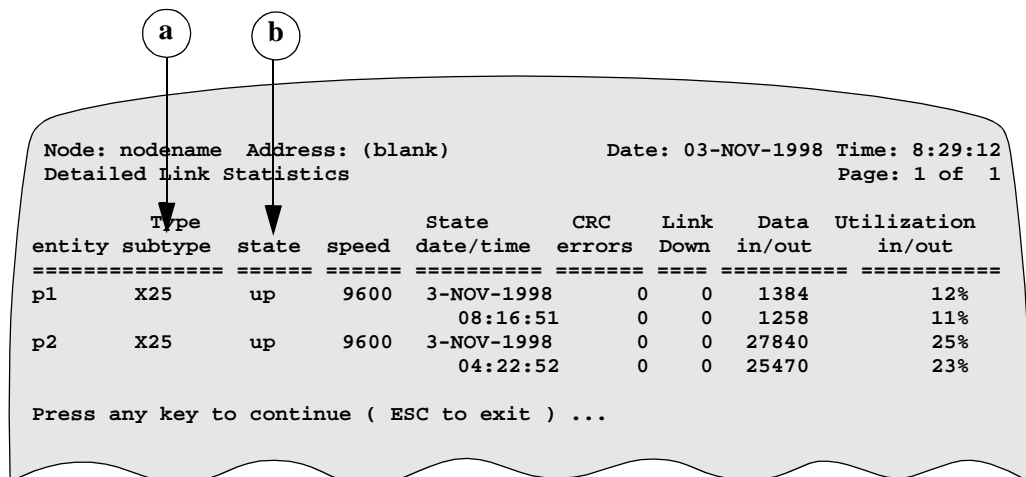 a b
Node: nodename Address: (blank) Date: 03-NOV-1998 Time: 8:29:12
Detailed Link Statistics Page: 1 of 1
Type State CRC Link Data Utilization
entity subtype state speed date/time errors Down in/out in/out
=============== ====== ====== ========== ======= ==== ========== ===========
p1 X25 up 9600 3-NOV-1998 0 0 1384 12%
08:16:51 0 0 1258 11%
p2 X25 up 9600 3-NOV-1998 0 0 27840 25%
04:22:52 0 0 25470 23%
Press any key to continue ( ESC to exit ) ...